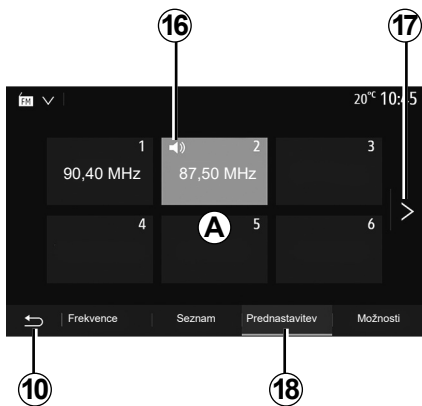 16 17
FM 20°C 10:45
1 2 3
90,40 MHz 87,50 MHz
4 A 5 6
>
Frekvence Seznam Prednastavitev Možnosti
10 18